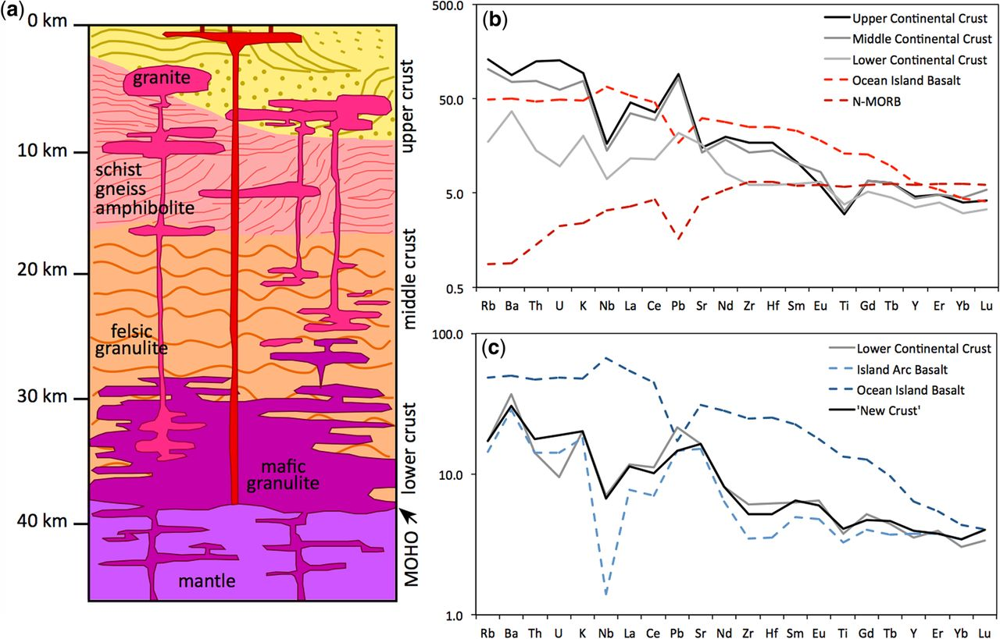 (a)
0 km
10 km
20 km
30 km
40 km
granite
schist
gneiss
amphibolite
felsic
granulite
mafic
granulite
mantle
upper crust
middle crust
lower crust
MOHO
(b)
500.0
50.0
5.0
0.5
Upper Continental Crust
Middle Continental Crust
Lower Continental Crust
Ocean Island Basalt
N-MORB
Rb Ba Th U K Nb La Ce Pb Sr Nd Zr Hf Sm Eu Ti Gd Tb Y Er Yb Lu
(c)
100.0
10.0
1.0
Lower Continental Crust
Island Arc Basalt
Ocean Island Basalt
'New Crust'
Rb Ba Th U K Nb La Ce Pb Sr Nd Zr Hf Sm Eu Ti Gd Tb Y Er Yb Lu